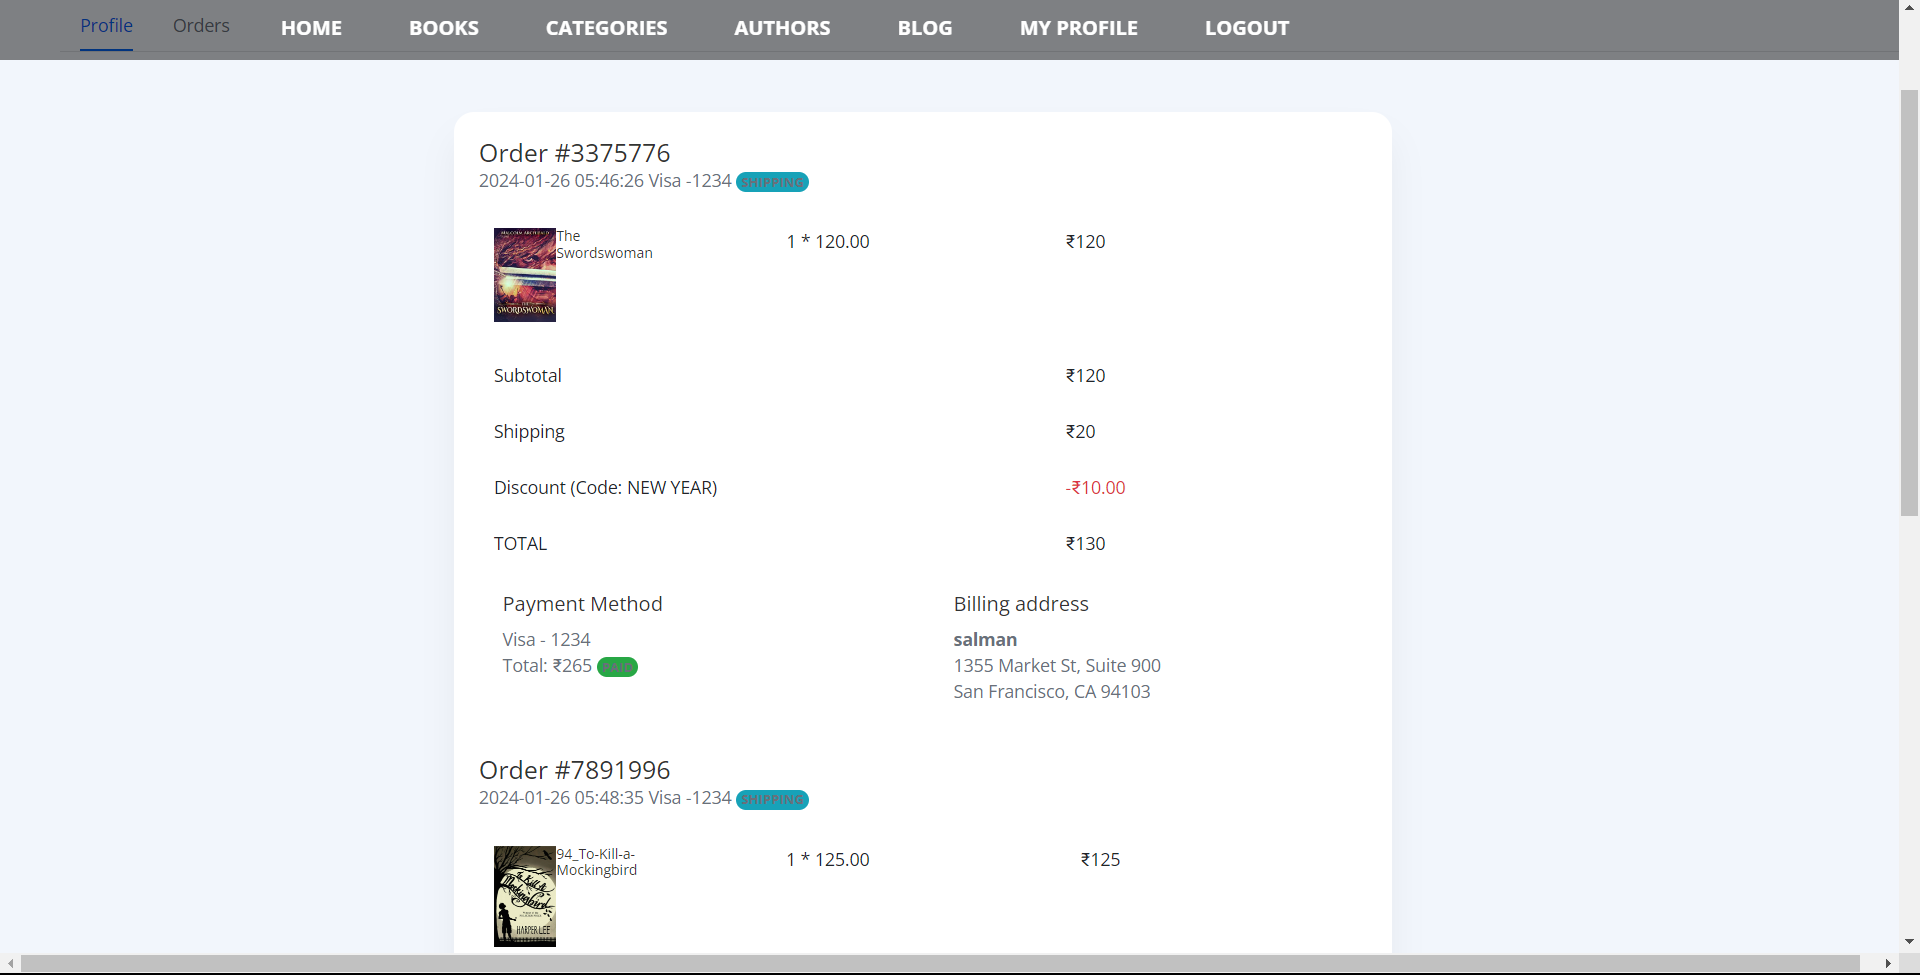 Profile Orders HOME BOOKS CATEGORIES AUTHORS BLOG MY PROFILE LOGOUT
Order #3375776
2024-01-26 05:46:26 Visa -1234 SHIPPING
MALCOLM ARCHIBALD
THE
SWORDSWOMAN
The
Swordswoman
1 * 120.00 ₹120
Subtotal ₹120
Shipping ₹20
Discount (Code: NEW YEAR) -₹10.00
TOTAL ₹130
Payment Method
Visa - 1234
Total: ₹265 PAID
Billing address
salman
1355 Market St, Suite 900
San Francisco, CA 94103
Order #7891996
2024-01-26 05:48:35 Visa -1234 SHIPPING
To Kill A
Mockingbird
HARPER LEE
94_To-Kill-a-
Mockingbird
1 * 125.00 ₹125